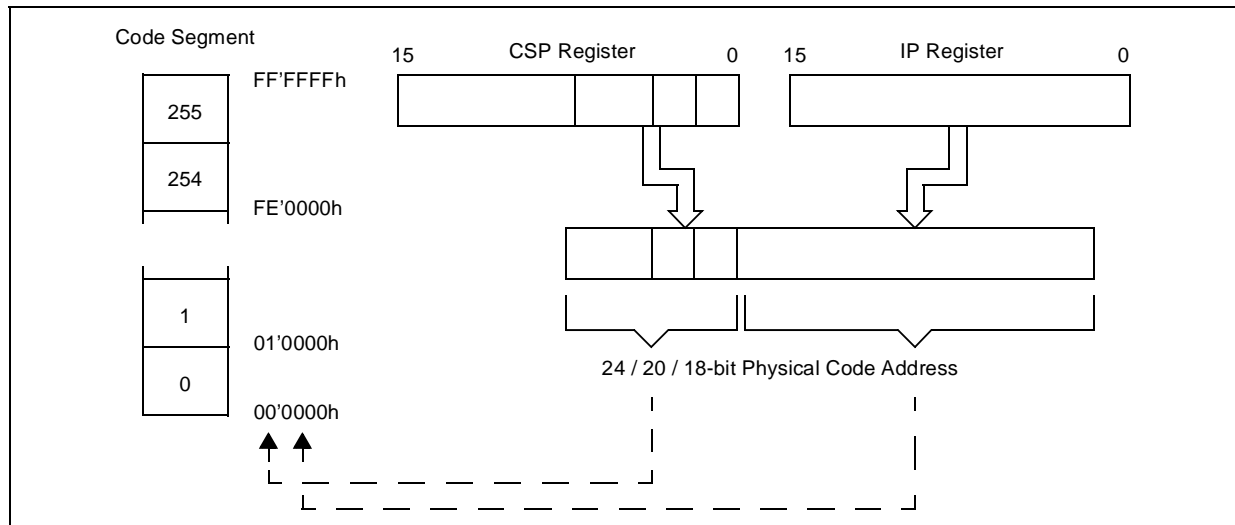 Code Segment
15 CSP Register 0
15 IP Register 0
FF'FFFFh
255
254
FE'0000h
1
01'0000h
0
00'0000h
24 / 20 / 18-bit Physical Code Address